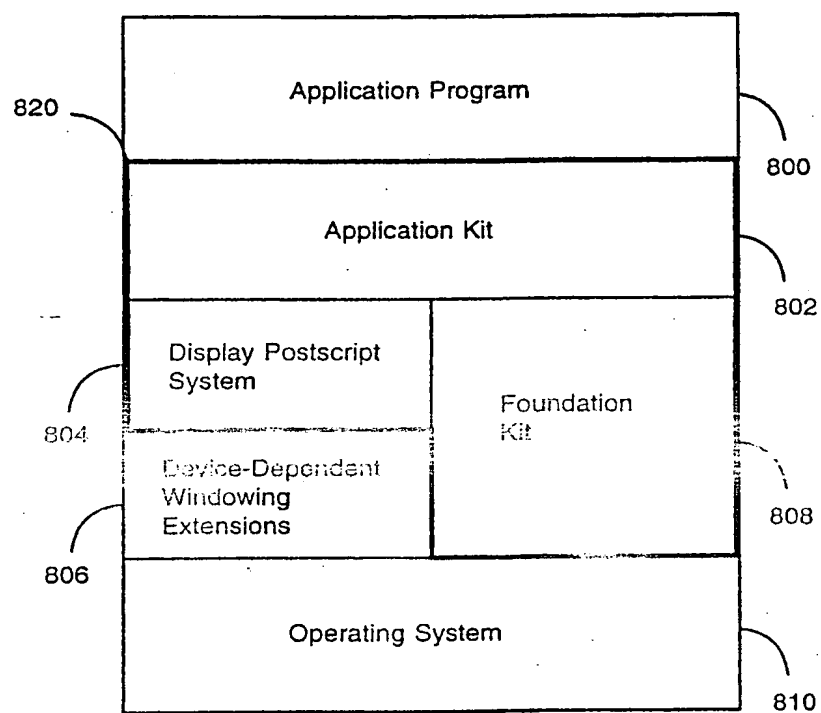 Application Program
820
800
Application Kit
802
Display Postscript
System
804
Foundation
Kit
Device-Dependant
Windowing
Extensions
806
808
Operating System
810